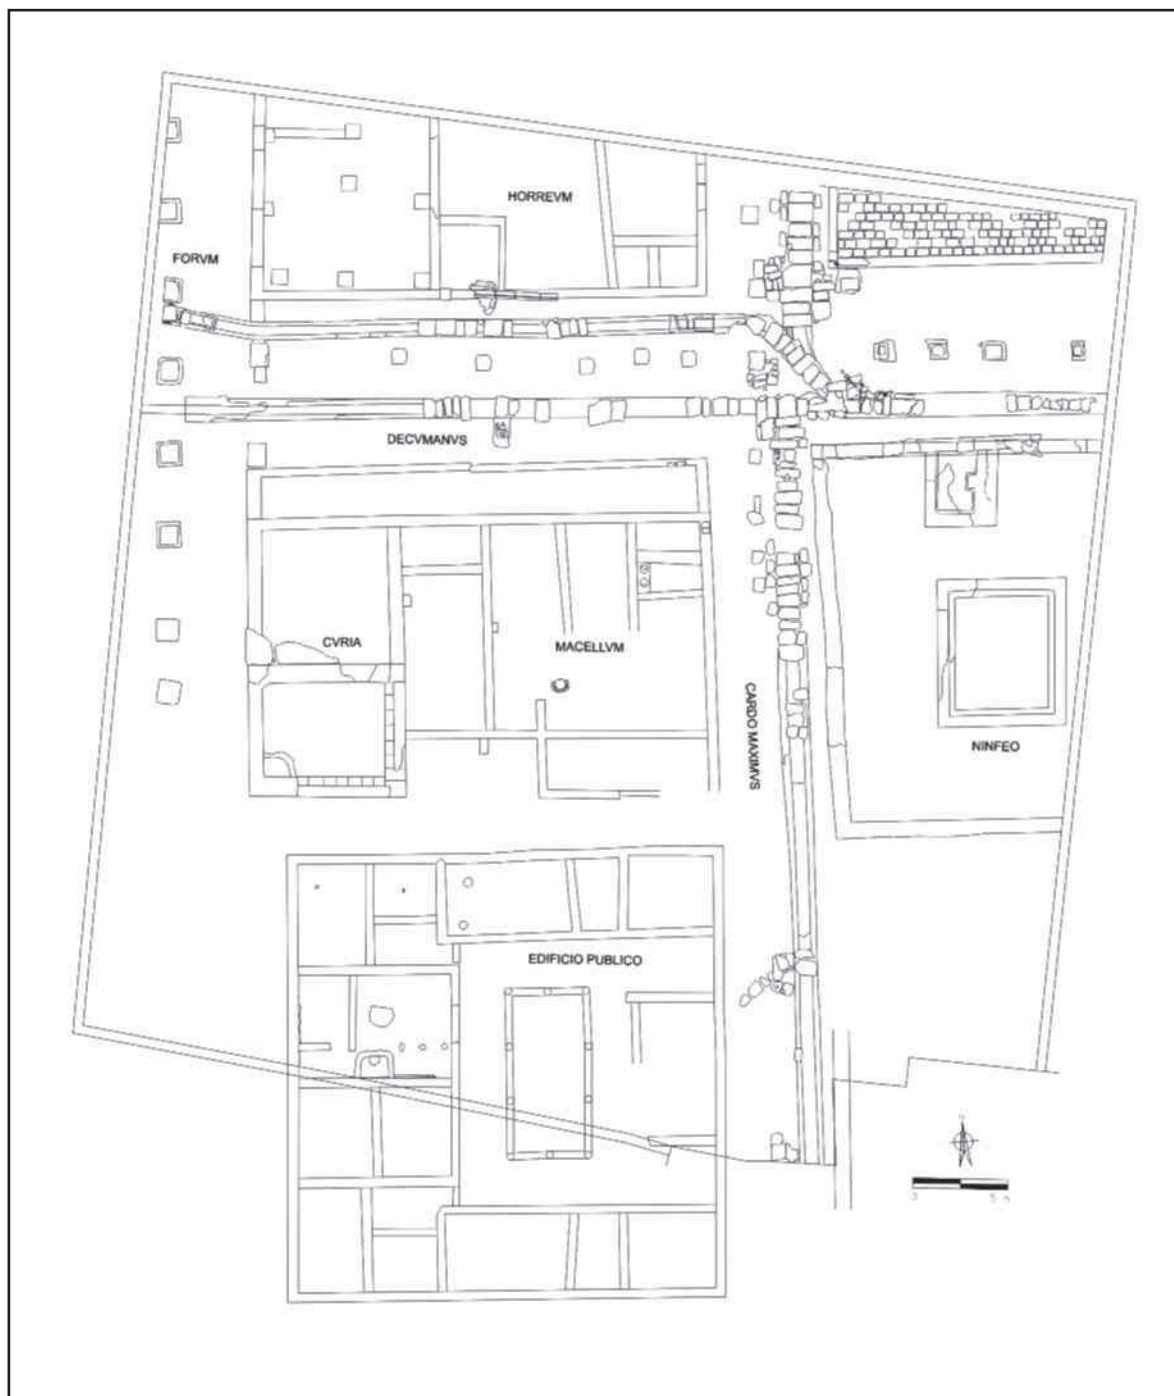 HORREVM
FORVM
DECVMANVS
CVRIA
MACELLVM
CARDO MAXIMVS
NINFEO
EDIFICIO PUBLICO